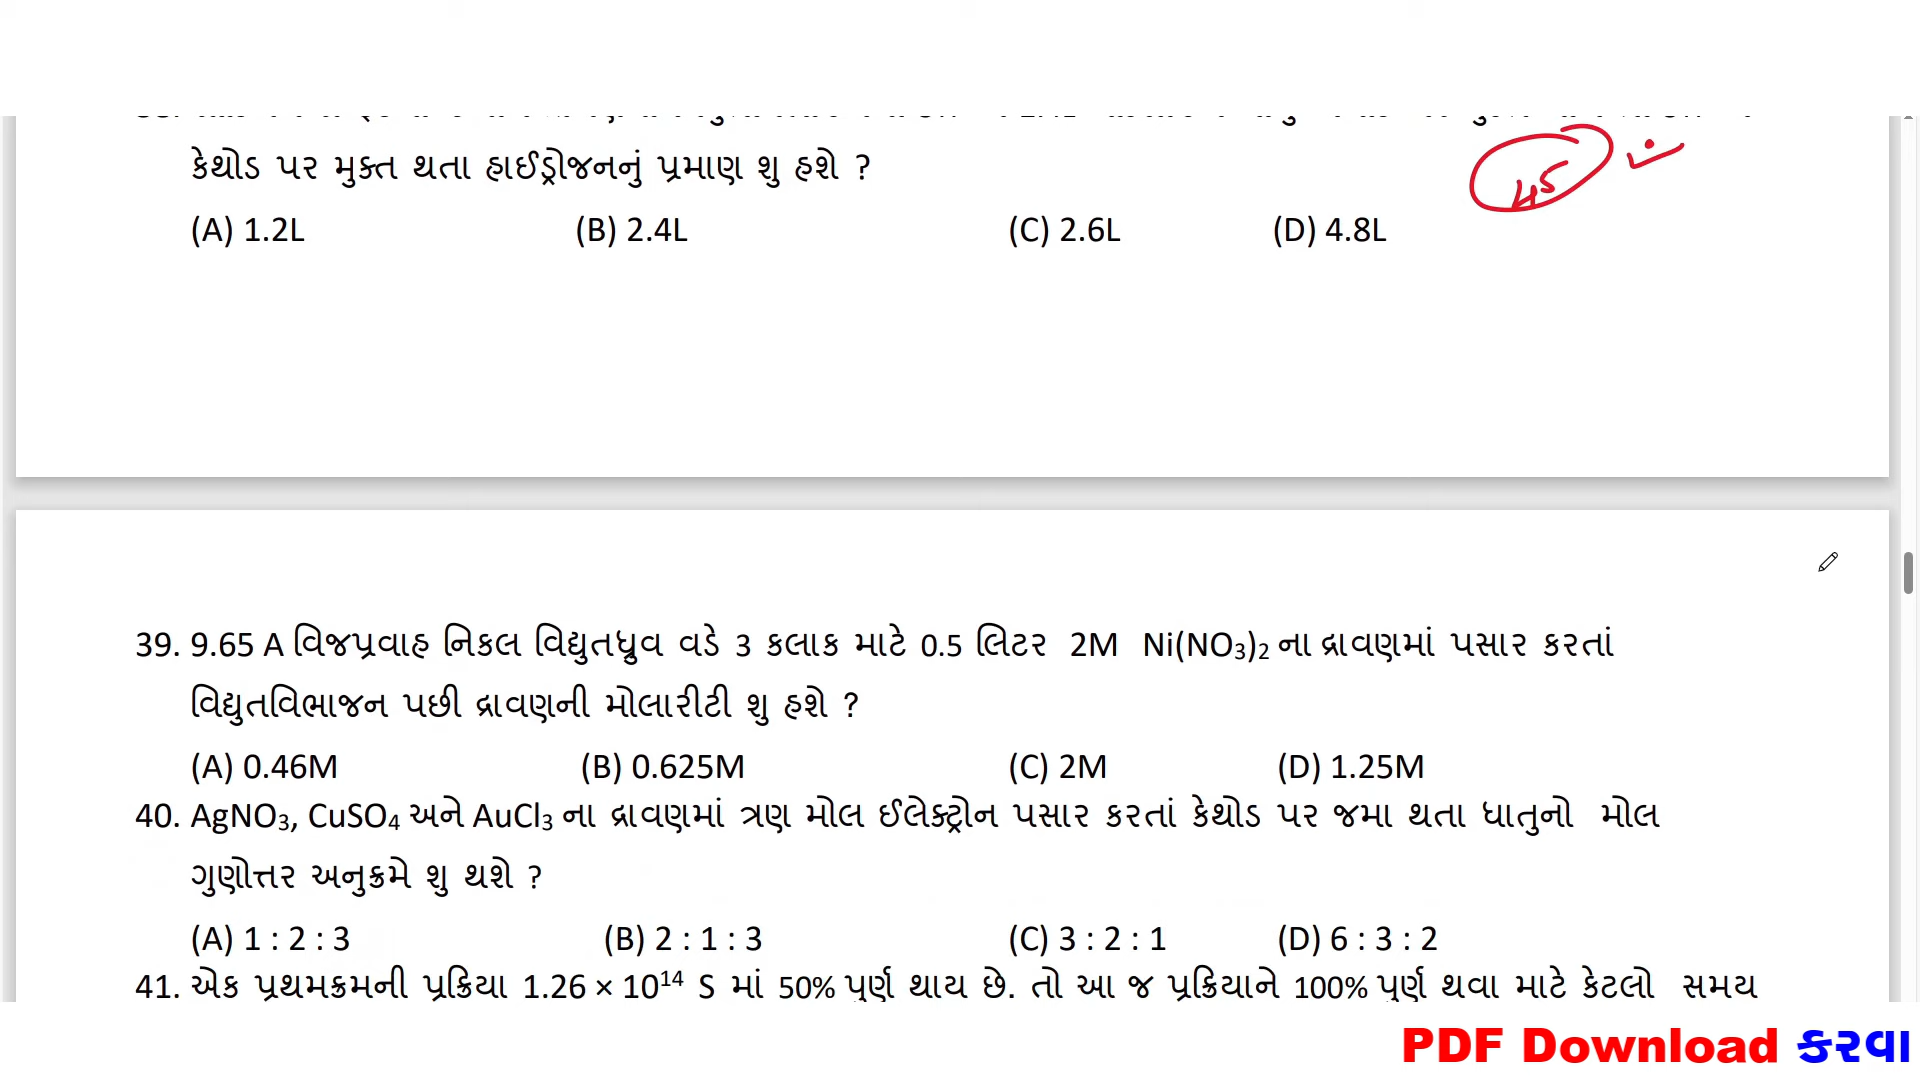 કેથોડ પર મુક્ત થતા હાઈડ્રોજનનું પ્રમાણ શુ હશે ?
45
(A) 1.2L (B) 2.4L (C) 2.6L (D) 4.8L
39. 9.65 A વિજપ્રવાહ નિકલ વિદ્યુતધ્રુવ વડે 3 કલાક માટે 0.5 લિટર 2M Ni(NO₃)₂ ના દ્રાવણમાં પસાર કરતાં
વિદ્યુતવિભાજન પછી દ્રાવણની મોલારીટી શુ હશે ?
(A) 0.46M (B) 0.625M (C) 2M (D) 1.25M
40. AgNO₃, CuSO₄ અને AuCl₃ ના દ્રાવણમાં ત્રણ મોલ ઈલેક્ટ્રોન પસાર કરતાં કેથોડ પર જમા થતા ધાતુનો મોલ
ગુણોત્તર અનુક્રમે શુ થશે ?
(A) 1 : 2 : 3 (B) 2 : 1 : 3 (C) 3 : 2 : 1 (D) 6 : 3 : 2
41. એક પ્રથમક્રમની પ્રક્રિયા 1.26 × 10¹⁴ S માં 50% પુર્ણ થાય છે. તો આ જ પ્રક્રિયાને 100% પુર્ણ થવા માટે કેટલો સમય
PDF Download કરવા